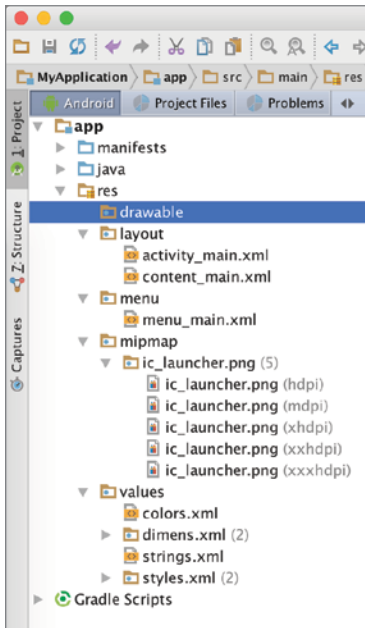 MyApplication app src main res
Android Project Files Problems
1: Project
Z: Structure
Captures
app
manifests
java
res
drawable
layout
activity_main.xml
content_main.xml
menu
menu_main.xml
mipmap
ic_launcher.png (5)
ic_launcher.png (hdpi)
ic_launcher.png (mdpi)
ic_launcher.png (xhdpi)
ic_launcher.png (xxhdpi)
ic_launcher.png (xxxhdpi)
values
colors.xml
dimens.xml (2)
strings.xml
styles.xml (2)
Gradle Scripts